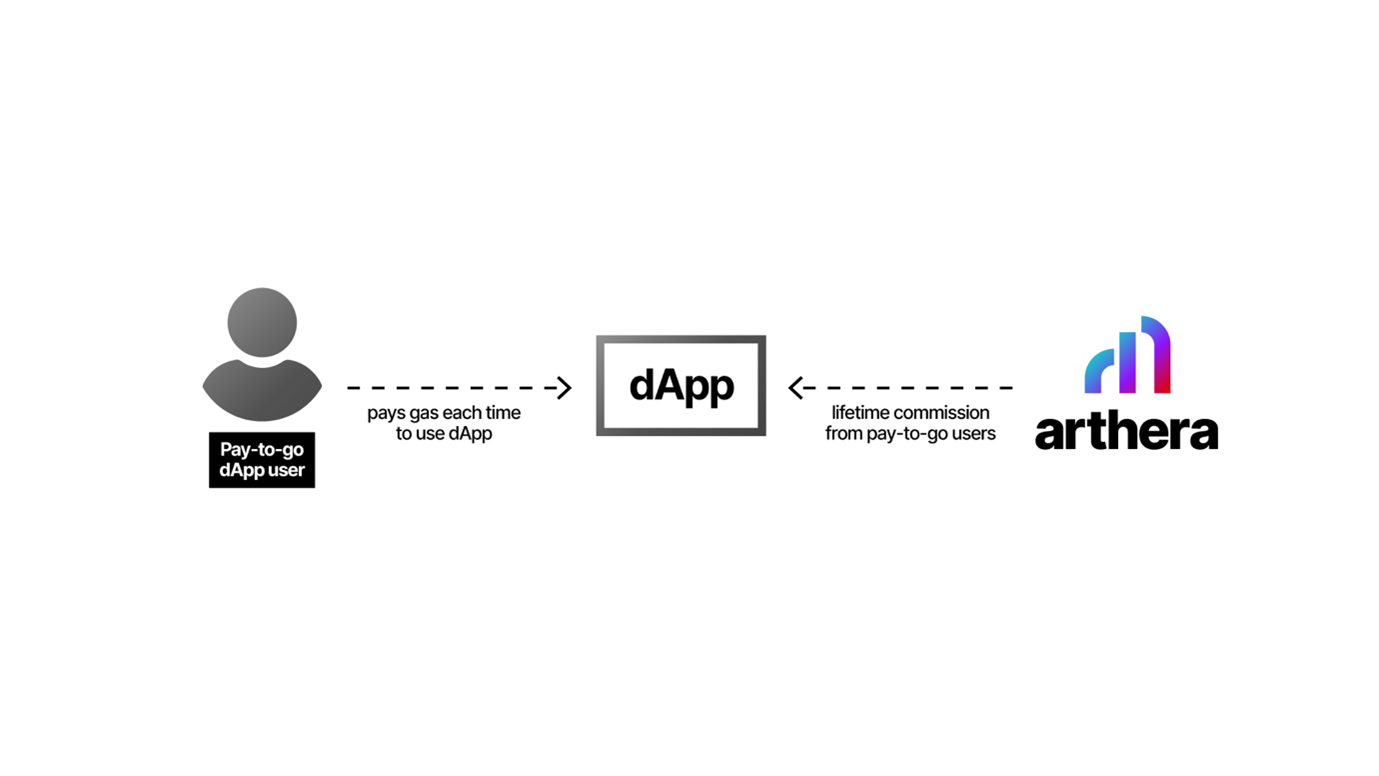 Pay-to-go
dApp user
pays gas each time
to use dApp
dApp
lifetime commission
from pay-to-go users
arthera